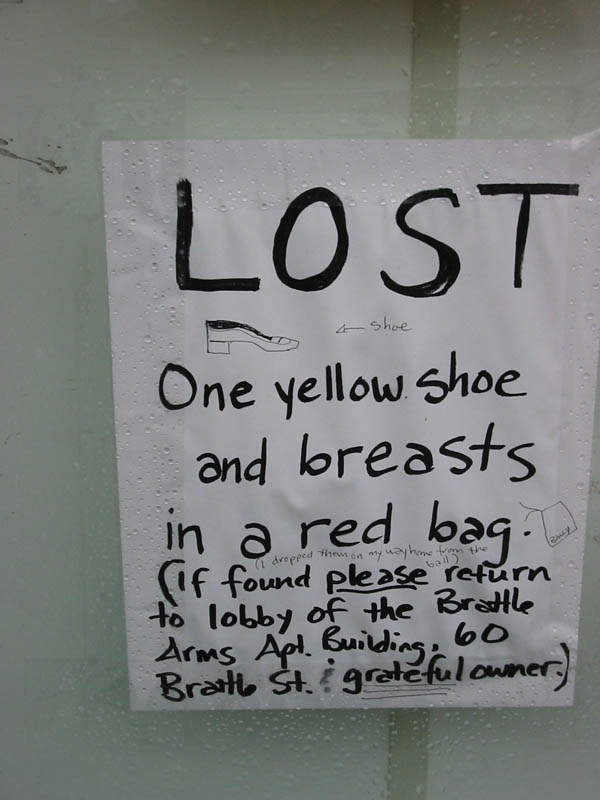 LOST
← shoe
One yellow shoe
and breasts
in a red bag.
(I dropped them on my way home from the
ball)
(If found please return
to lobby of the Brattle
Arms Apt. Building, 60
Brattle St. grateful owner.)